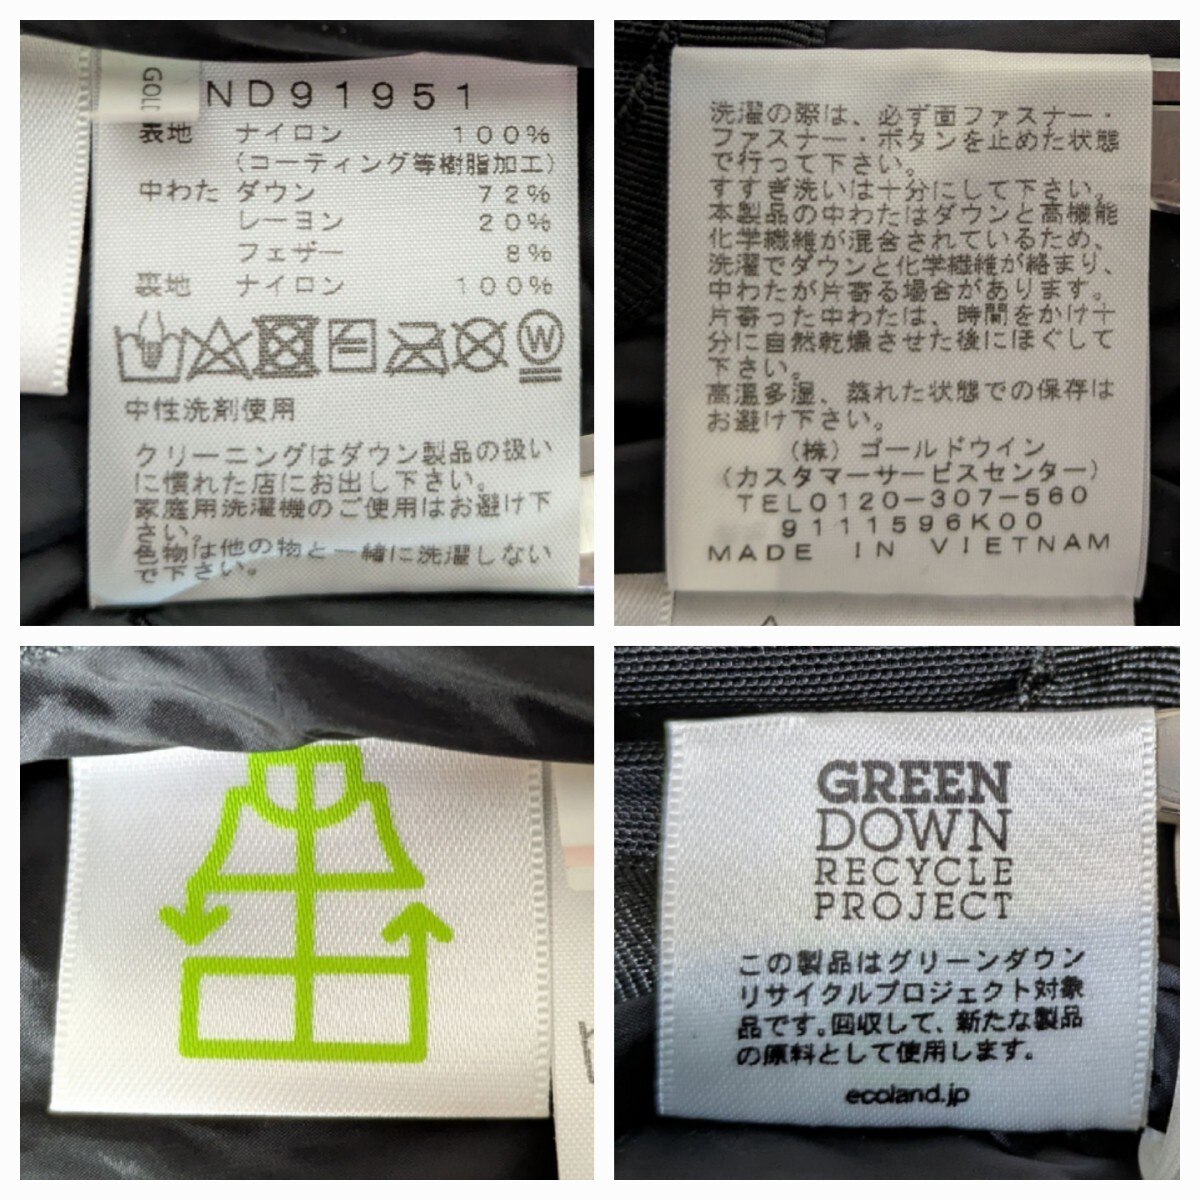 GOL
ND91951
表地 ナイロン 100%
(コーティング等樹脂加工)
中わた ダウン 72%
レーヨン 20%
フェザー 8%
裏地 ナイロン 100%
W
中性洗剤使用
クリーニングはダウン製品の扱い
に慣れた店にお出し下さい。
家庭用洗濯機のご使用はお避け下
さい。
色物は他の物と一緒に洗濯しない
で下さい。
洗濯の際は、必ず面ファスナー・
ファスナー・ボタンを止めた状態
で行って下さい。
すすぎ洗いは十分にして下さい。
本製品の中わたはダウンと高機能
化学繊維が混合されているため、
洗濯でダウンと化学繊維が絡まり、
中わたが片寄る場合があります。
片寄った中わたは、時間をかけ十
分に自然乾燥させた後にほぐして
下さい。
高温多湿、蒸れた状態での保存は
お避け下さい。
(株)ゴールドウイン
(カスタマーサービスセンター)
TEL0120-307-560
9111596K00
MADE IN VIETNAM
GREEN
DOWN
RECYCLE
PROJECT
この製品はグリーンダウン
リサイクルプロジェクト対象
品です。回収して、新たな製品
の原料として使用します。
ecoland.jp